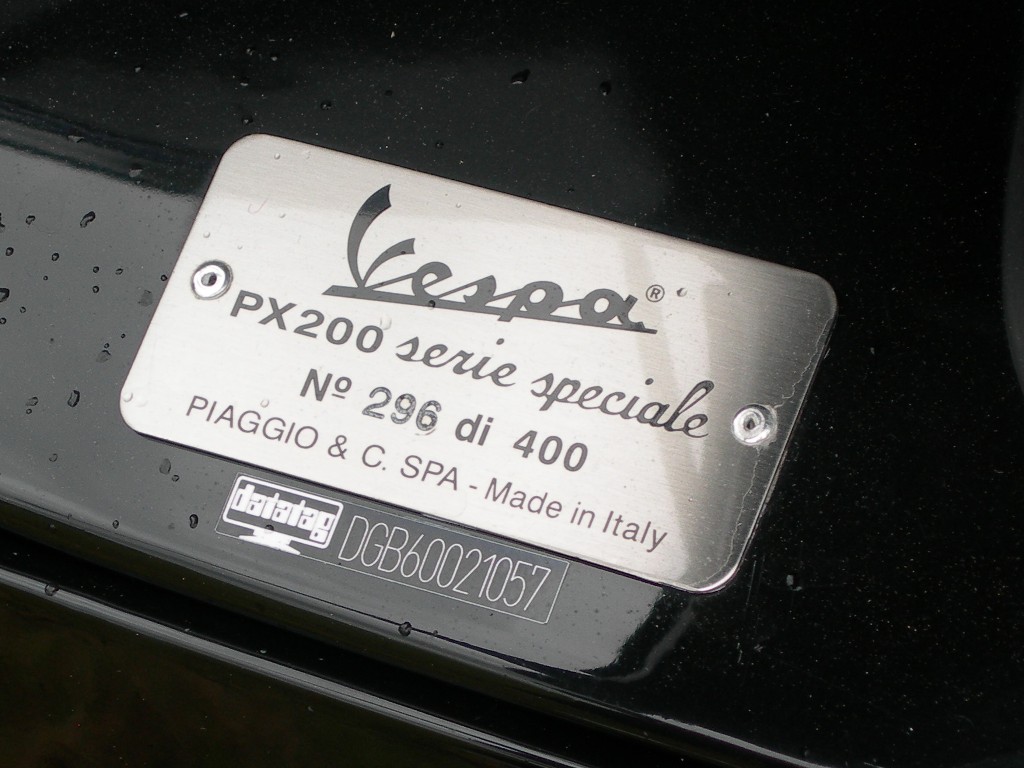 Vespa®
PX200 serie speciale
Nº 296 di 400
PIAGGIO & C. SPA - Made in Italy
datatag DGB60021057